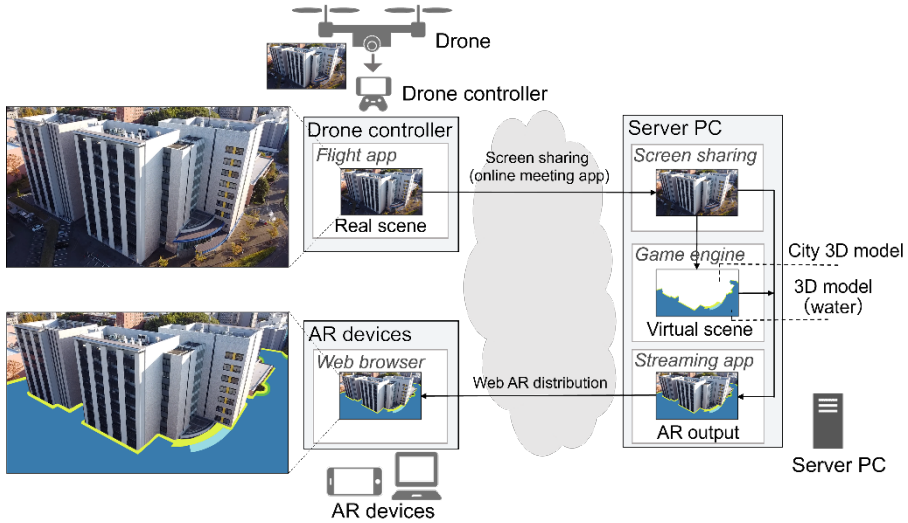 Drone
Drone controller
Drone controller
Flight app
Real scene
Screen sharing
(online meeting app)
Server PC
Screen sharing
Game engine
City 3D model
3D model
(water)
Virtual scene
AR devices
Web browser
Web AR distribution
Streaming app
AR output
Server PC
AR devices